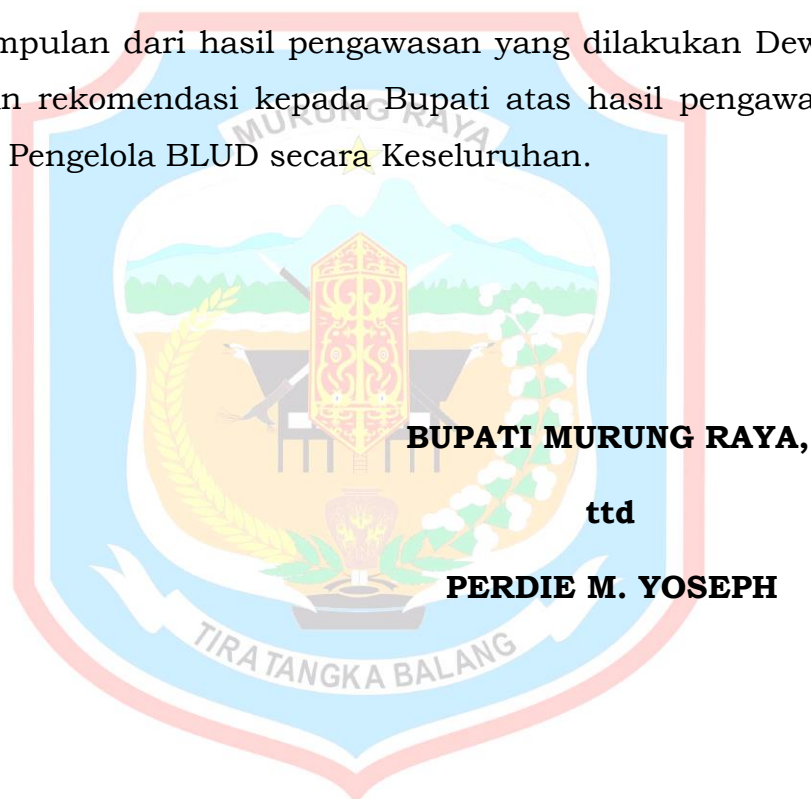 mpulan dari hasil pengawasan yang dilakukan Dew
n rekomendasi kepada Bupati atas hasil pengawa
Pengelola BLUD secara Keseluruhan.
MURUNG RAYA
BUPATI MURUNG RAYA,
ttd
PERDIE M. YOSEPH
TIRA TANGKA BALANG